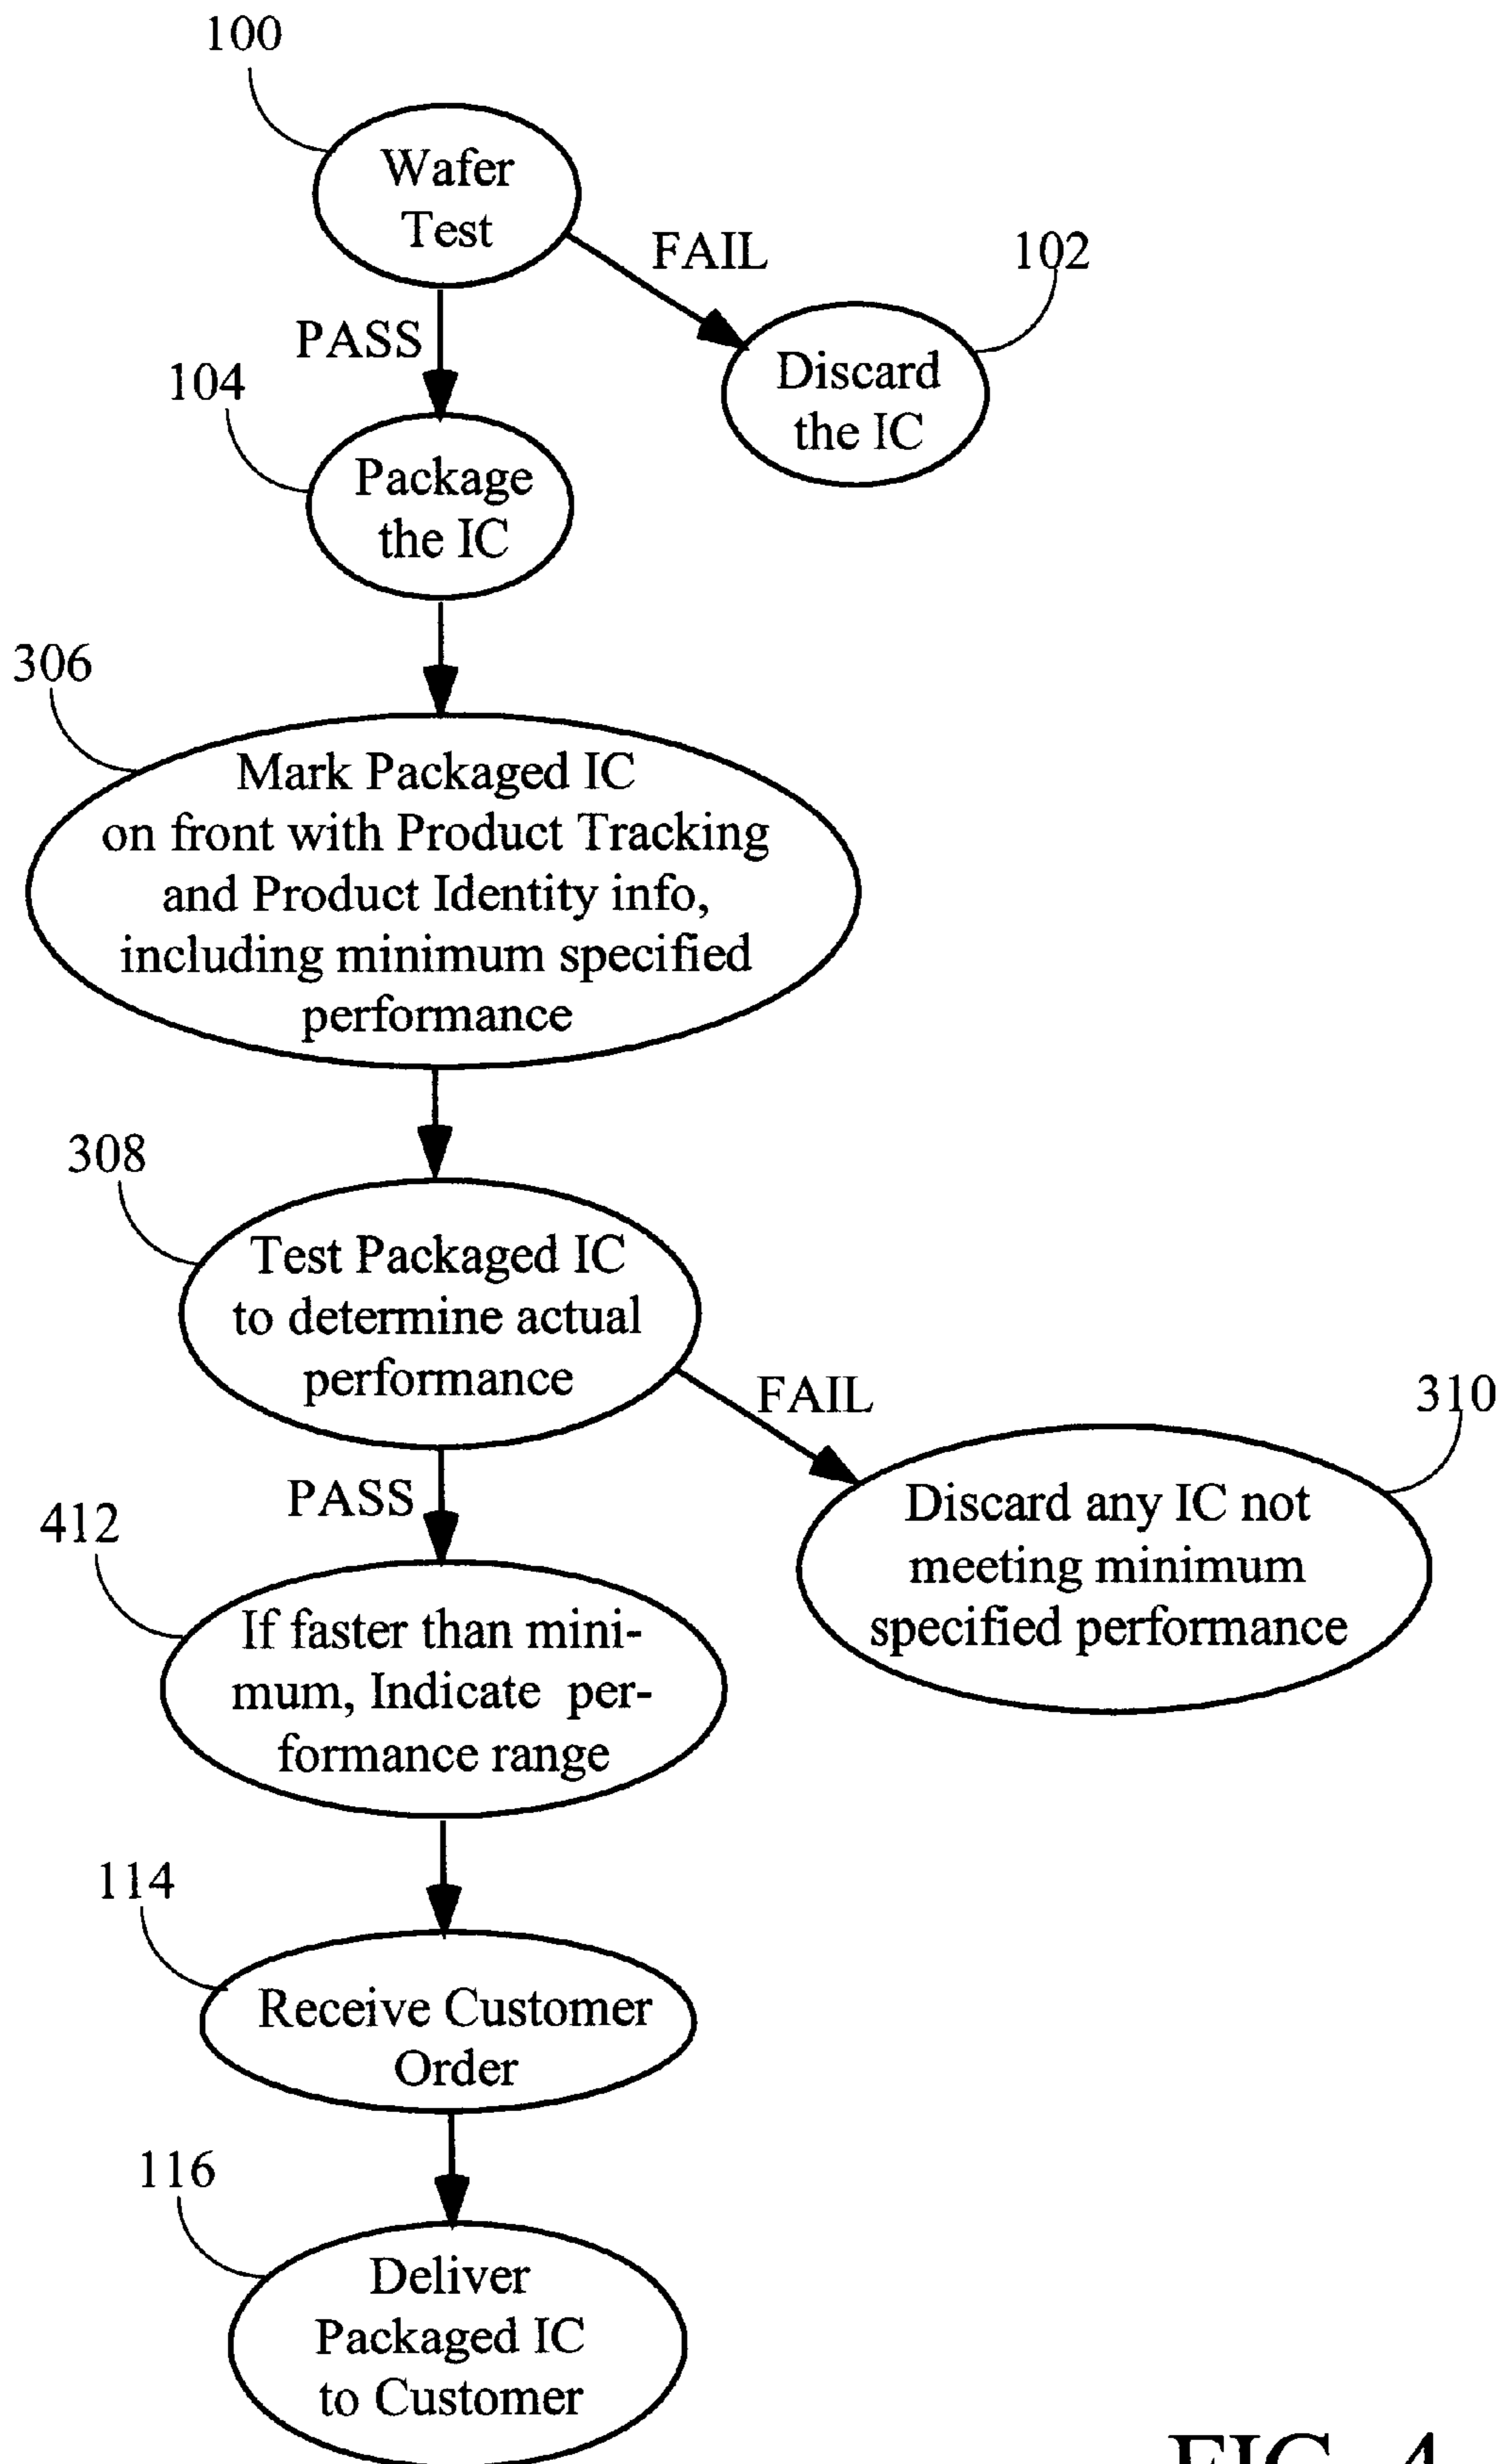 100
Wafer
Test
FAIL
102
PASS
Discard
the IC
104
Package
the IC
306
Mark Packaged IC
on front with Product Tracking
and Product Identity info,
including minimum specified
performance
308
Test Packaged IC
to determine actual
performance
FAIL
310
PASS
Discard any IC not
meeting minimum
specified performance
412
If faster than mini-
mum, Indicate per-
formance range
114
Receive Customer
Order
116
Deliver
Packaged IC
to Customer
FIG. 4